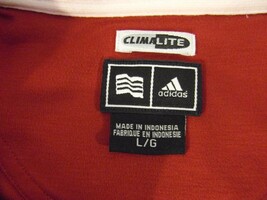 CLIMALITE
adidas
MADE IN INDONESIA
FABRIQUE EN INDONESIE
L/G